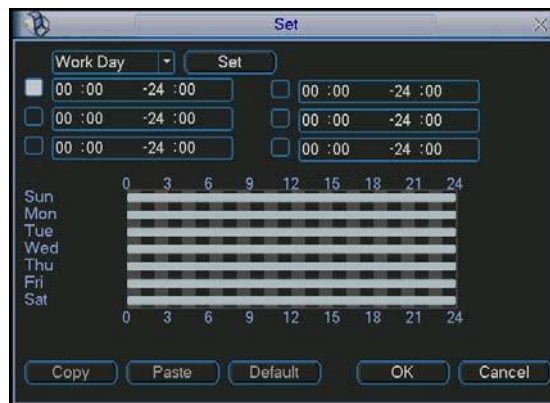 Set
Work Day Set
00 :00 -24 :00 00 :00 -24 :00
00 :00 -24 :00 00 :00 -24 :00
00 :00 -24 :00 00 :00 -24 :00
0 3 6 9 12 15 18 21 24
Sun
Mon
Tue
Wed
Thu
Fri
Sat
0 3 6 9 12 15 18 21 24
Copy Paste Default OK Cancel